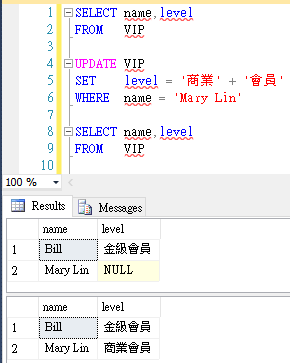 1 SELECT name,level
2 FROM VIP
3
4 UPDATE VIP
5 SET level = '商業' + '會員'
6 WHERE name = 'Mary Lin'
7
8 SELECT name,level
9 FROM VIP
10
100 %
Results Messages
name level
1 Bill 金級會員
2 Mary Lin NULL
name level
1 Bill 金級會員
2 Mary Lin 商業會員